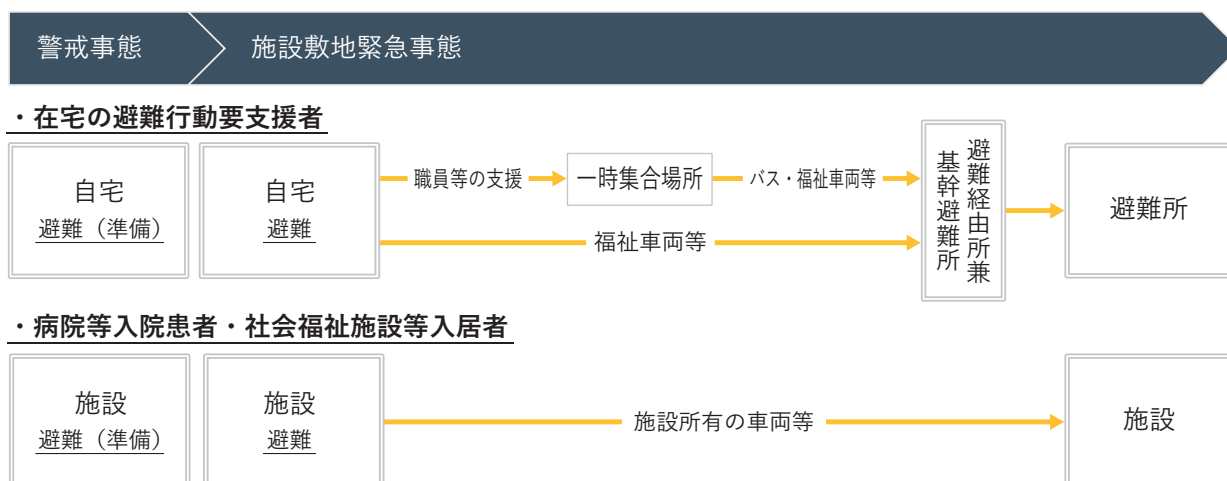 警戒事態
施設敷地緊急事態
・在宅の避難行動要支援者
自宅
避難（準備）
自宅
避難
職員等の支援
一時集合場所
バス・福祉車両等
福祉車両等
避難経由所兼
基幹避難所
避難所
・病院等入院患者・社会福祉施設等入居者
施設
避難（準備）
施設
避難
施設所有の車両等
施設